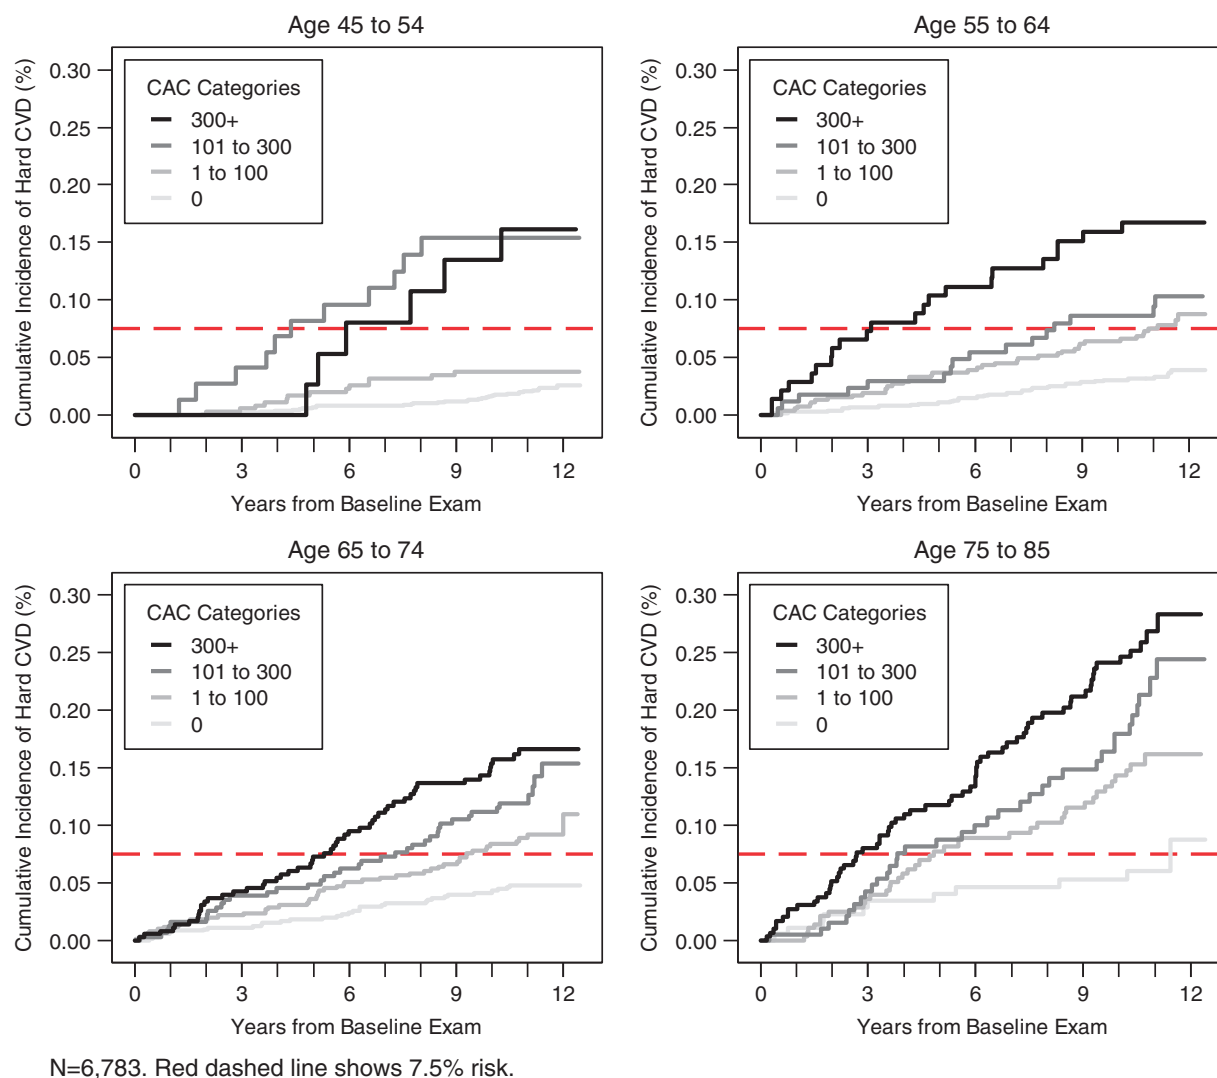 Age 45 to 54
Cumulative Incidence of Hard CVD (%)
0.30
0.25
0.20
0.15
0.10
0.05
0.00
CAC Categories
300+
101 to 300
1 to 100
0
0 3 6 9 12
Years from Baseline Exam
Age 55 to 64
Cumulative Incidence of Hard CVD (%)
0.30
0.25
0.20
0.15
0.10
0.05
0.00
CAC Categories
300+
101 to 300
1 to 100
0
0 3 6 9 12
Years from Baseline Exam
Age 65 to 74
Cumulative Incidence of Hard CVD (%)
0.30
0.25
0.20
0.15
0.10
0.05
0.00
CAC Categories
300+
101 to 300
1 to 100
0
0 3 6 9 12
Years from Baseline Exam
Age 75 to 85
Cumulative Incidence of Hard CVD (%)
0.30
0.25
0.20
0.15
0.10
0.05
0.00
CAC Categories
300+
101 to 300
1 to 100
0
0 3 6 9 12
Years from Baseline Exam
N=6,783. Red dashed line shows 7.5% risk.